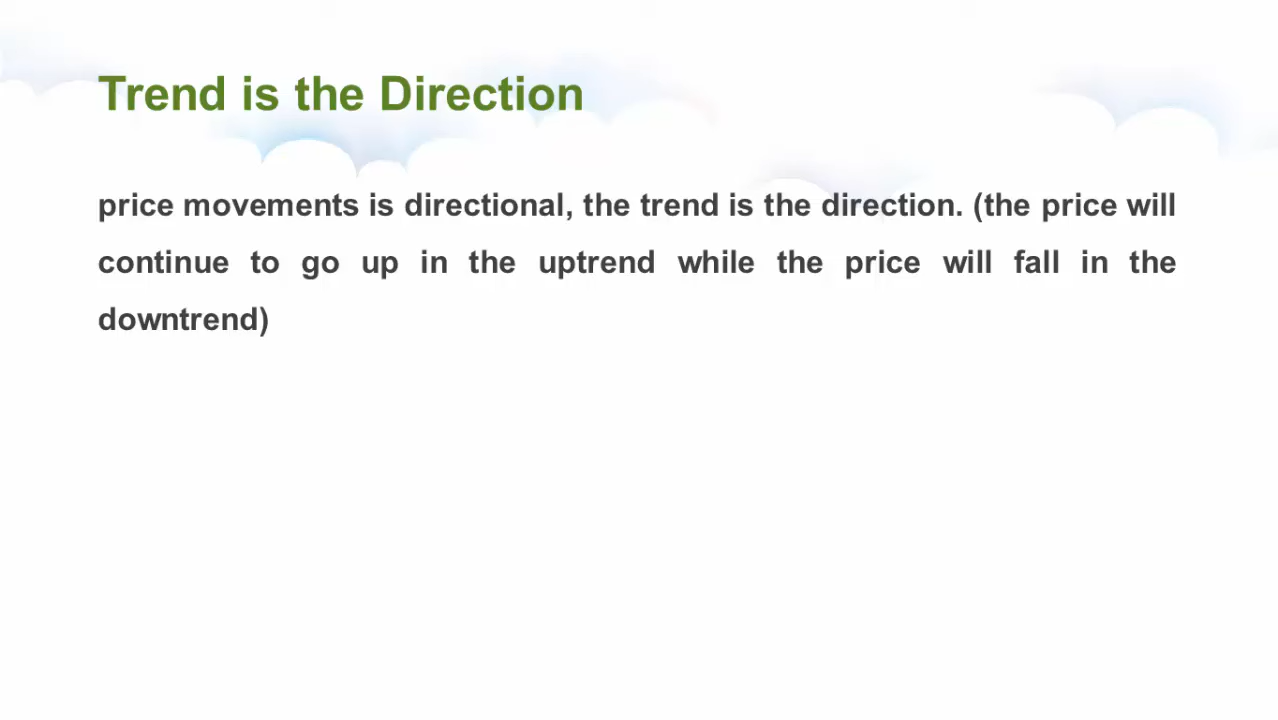 Trend is the Direction
price movements is directional, the trend is the direction. (the price will
continue to go up in the uptrend while the price will fall in the
downtrend)